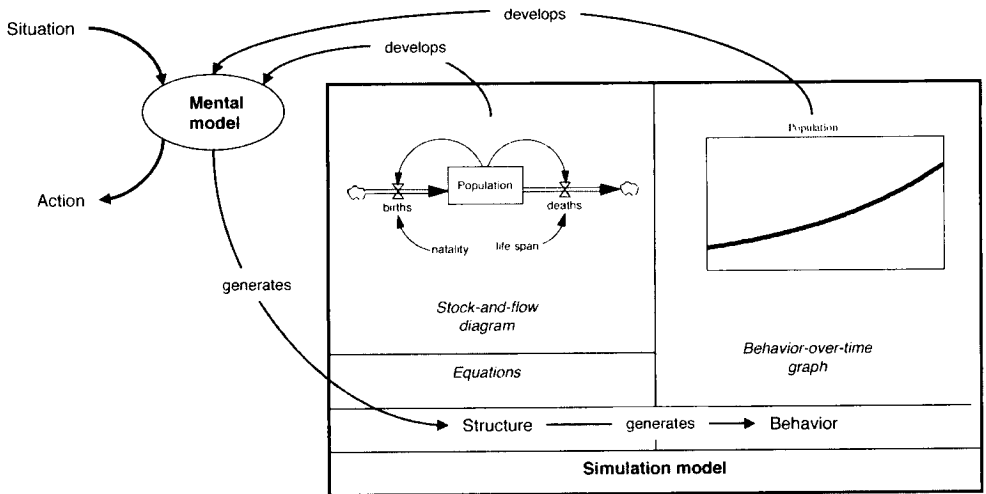 develops
Situation
develops
Mental
model
Population
Population
Action
births
deaths
natality
life span
generates
Stock-and-flow
diagram
Behavior-over-time
graph
Equations
Structure
generates
Behavior
Simulation model